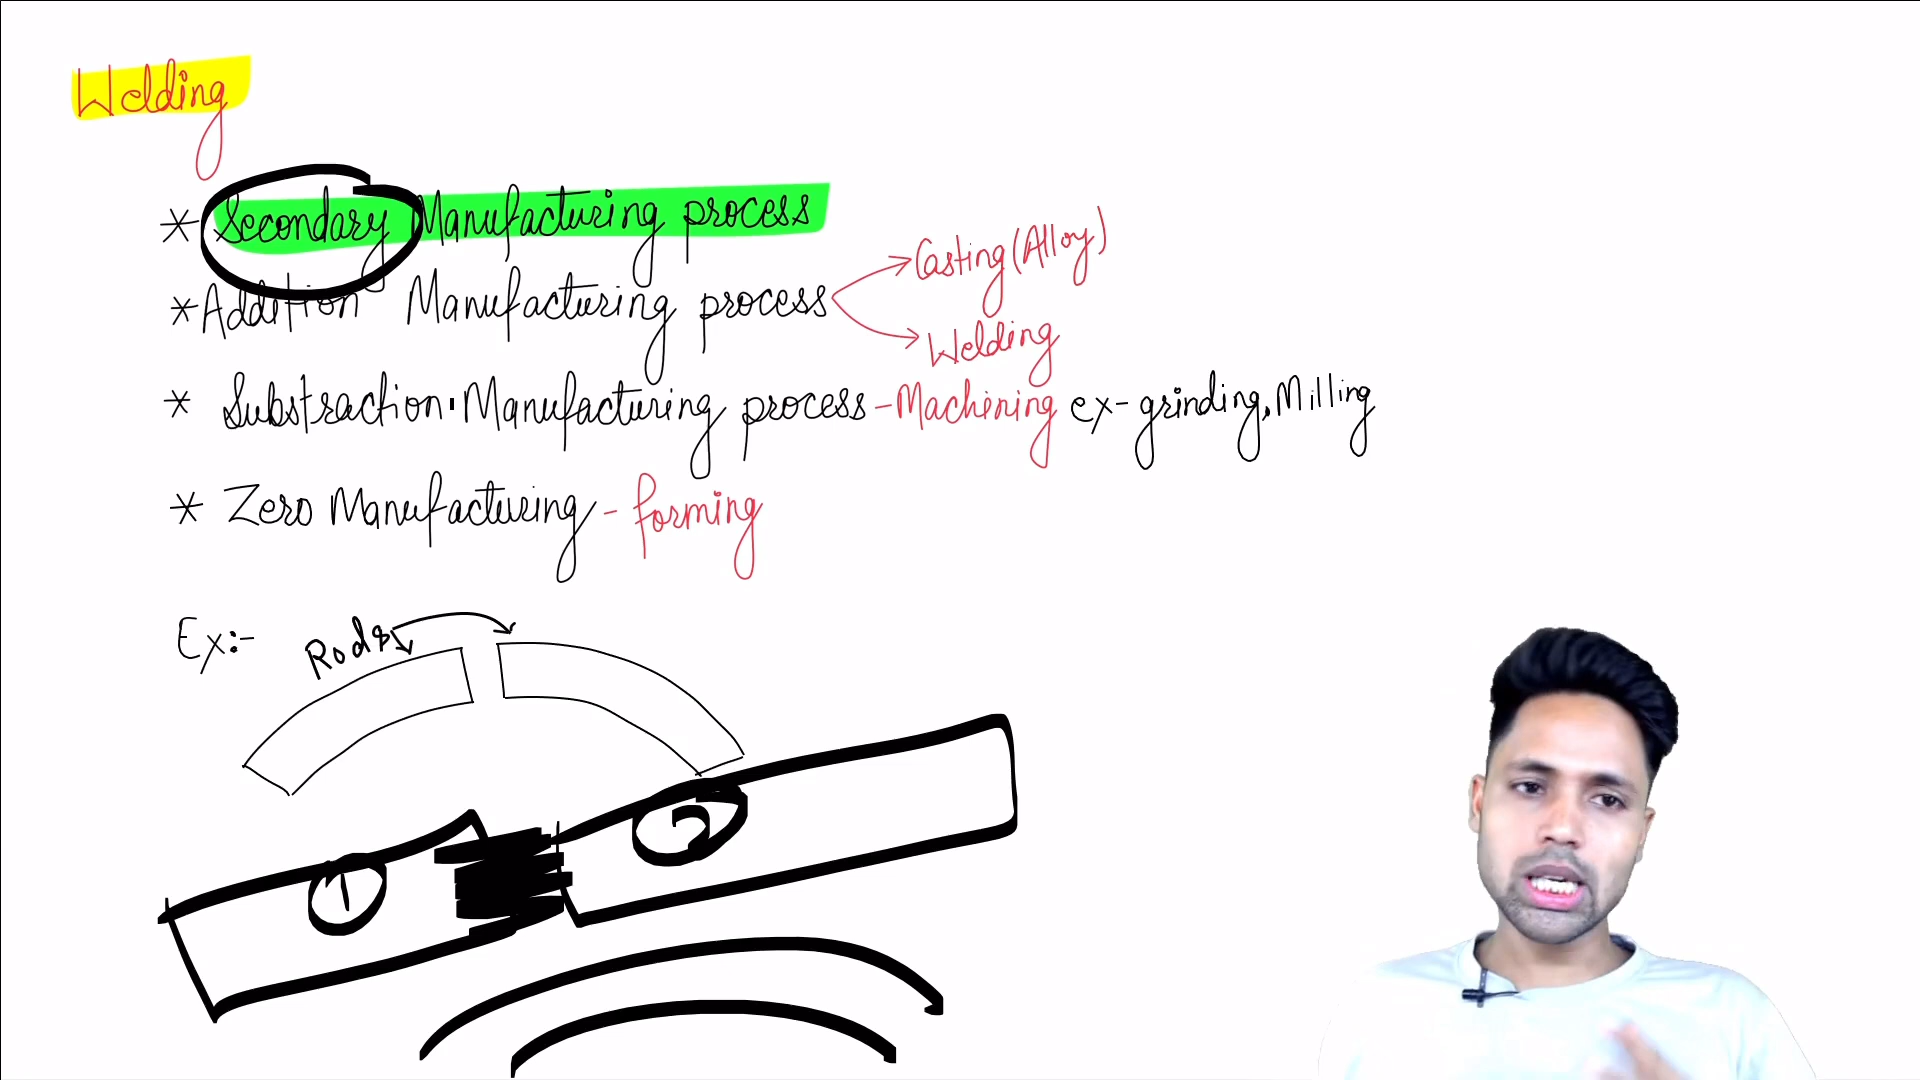 Welding
* Secondary Manufacturing process
* Addition Manufacturing process
Casting (Alloy)
Welding
* Substraction Manufacturing process - Machining ex- grinding, Milling
* Zero Manufacturing - forming
Ex:- Rods
1
2